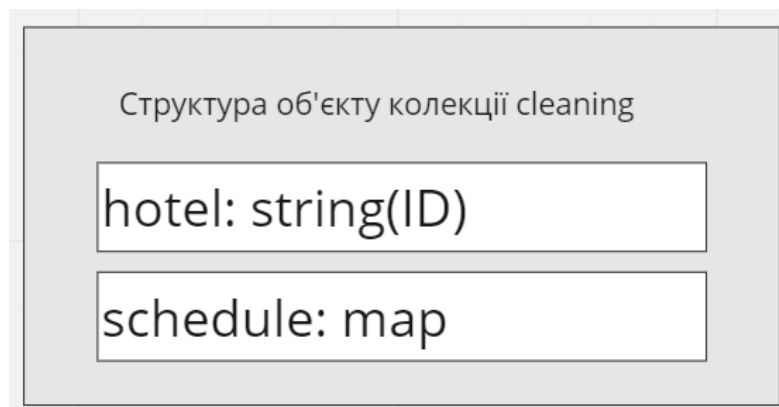 Структура об'єкту колекції cleaning
hotel: string(ID)
schedule: map